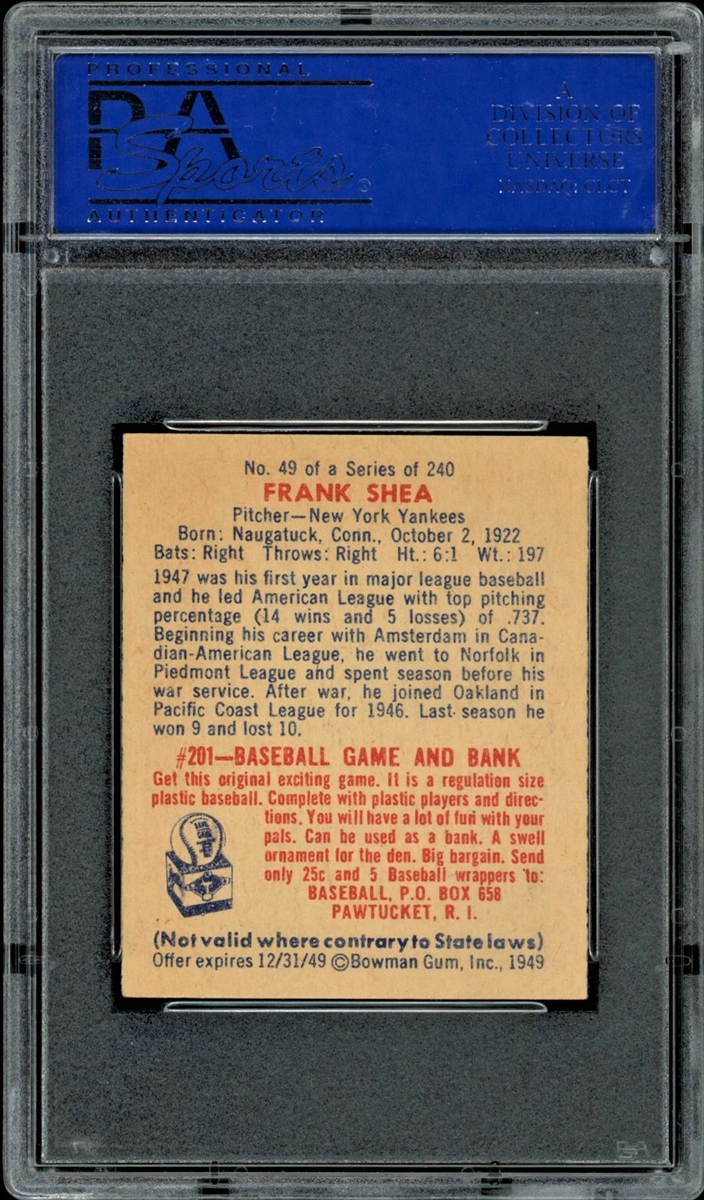 PROFESSIONAL
PSA
Sports®
AUTHENTICATOR
A
DIVISION OF
COLLECTORS
UNIVERSE
NASDAQ: CLCT
No. 49 of a Series of 240
FRANK SHEA
Pitcher—New York Yankees
Born: Naugatuck, Conn., October 2, 1922
Bats: Right Throws: Right Ht.: 6:1 Wt.: 197
1947 was his first year in major league baseball
and he led American League with top pitching
percentage (14 wins and 5 losses) of .737.
Beginning his career with Amsterdam in Cana-
dian-American League, he went to Norfolk in
Piedmont League and spent season before his
war service. After war, he joined Oakland in
Pacific Coast League for 1946. Last season he
won 9 and lost 10.
#201—BASEBALL GAME AND BANK
Get this original exciting game. It is a regulation size
plastic baseball. Complete with plastic players and direc-
tions. You will have a lot of fun with your
pals. Can be used as a bank. A swell
ornament for the den. Big bargain. Send
only 25c and 5 Baseball wrappers to:
BASEBALL, P.O. BOX 658
PAWTUCKET, R. I.
(Not valid where contrary to State laws)
Offer expires 12/31/49 ©Bowman Gum, Inc., 1949